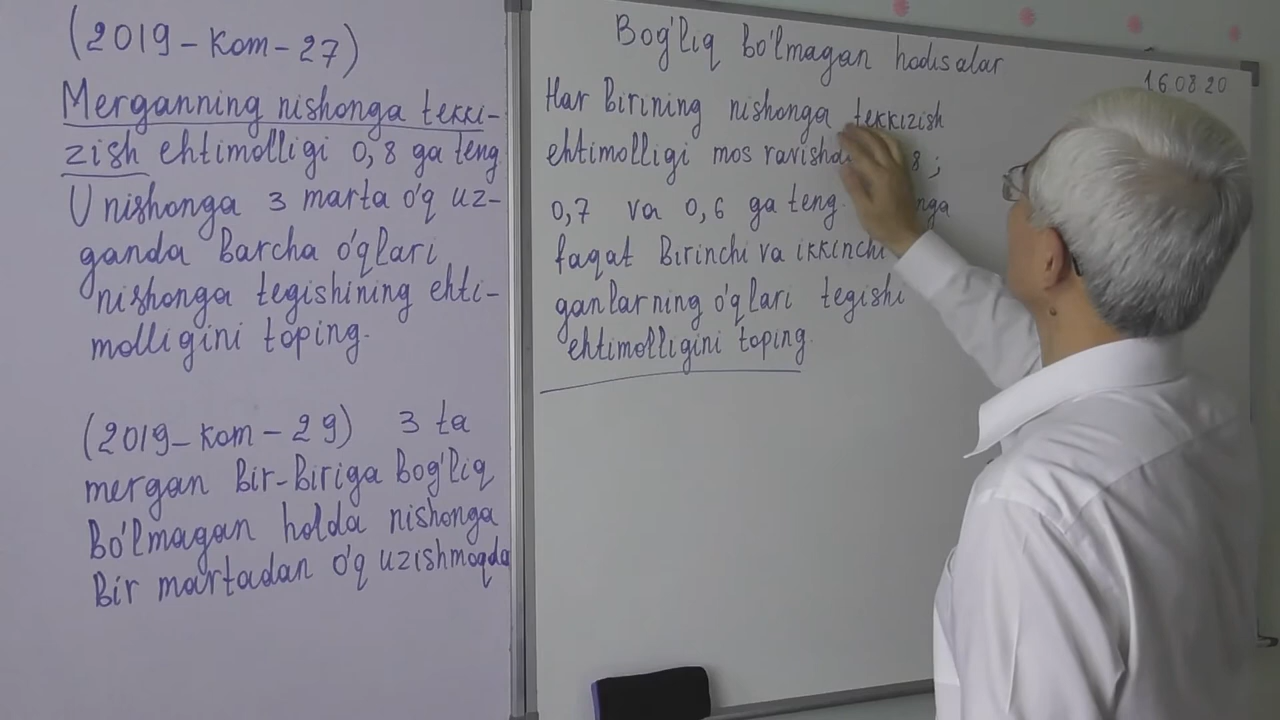 (2019-kom-27)
Merganning nishonga tekki-
zish ehtimolligi 0,8 ga teng
U nishonga 3 marta o'q uz-
ganda barcha o'qlari
nishonga tegishining ehti-
molligini toping.
(2019-kom-29) 3 ta
mergan bir-biriga bog'liq
bo'lmagan holda nishonga
bir martadan o'q uzishmoqda
Bog'liq bo'lmagan hodisalar
16.08.20
Har birining nishonga tekkizish
ehtimolligi mos ravishda 8;
0,7 va 0,6 ga teng.
faqat birinchi va ikkinchi
ganlarning o'qlari tegishi
ehtimolligini toping.